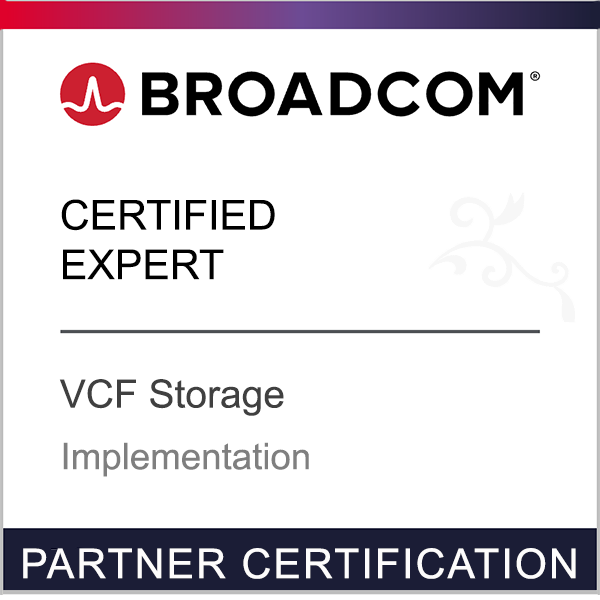 BROADCOM®
CERTIFIED
EXPERT
VCF Storage
Implementation
PARTNER CERTIFICATION